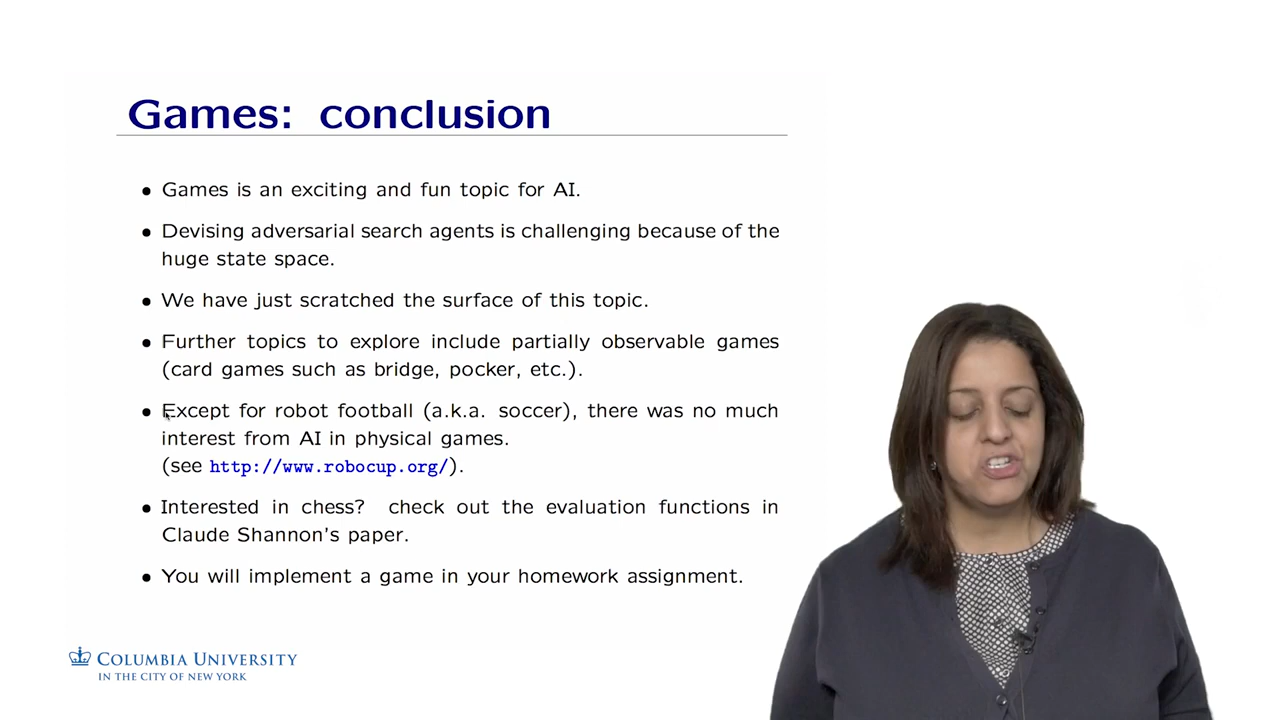 Games: conclusion
• Games is an exciting and fun topic for AI.
• Devising adversarial search agents is challenging because of the
huge state space.
• We have just scratched the surface of this topic.
• Further topics to explore include partially observable games
(card games such as bridge, pocker, etc.).
• Except for robot football (a.k.a. soccer), there was no much
interest from AI in physical games.
(see http://www.robocup.org/).
• Interested in chess? check out the evaluation functions in
Claude Shannon's paper.
• You will implement a game in your homework assignment.
COLUMBIA UNIVERSITY
IN THE CITY OF NEW YORK